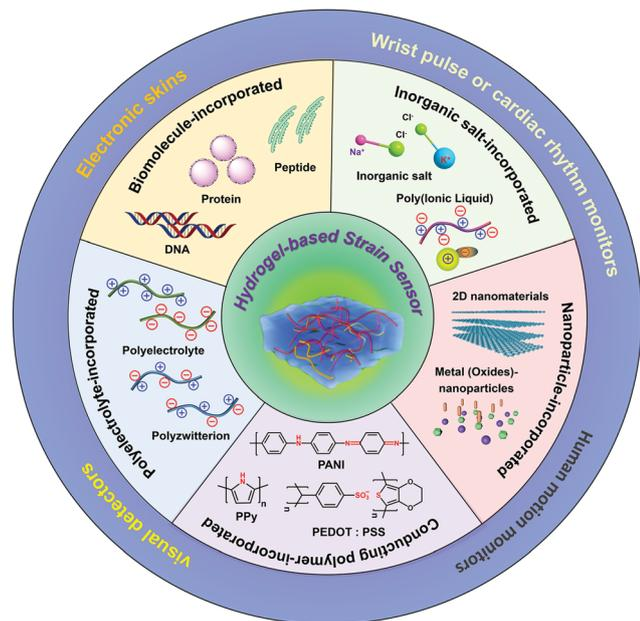 Electronic skins
Wrist pulse or cardiac rhythm monitors
Human motion monitors
Visual detectors
Biomolecule-incorporated
Peptide
Protein
DNA
Inorganic salt-incorporated
Cl-
Cl-
Na+
K+
Inorganic salt
Poly(Ionic Liquid)
Nanoparticle-incorporated
2D nanomaterials
Metal (Oxides)-
nanoparticles
Conducting polymer-incorporated
H
N
N
N
n
PANI
H
N
n
PPy
n
SO3-
S
O
O
n
PEDOT : PSS
Polyelectrolyte-incorporated
Polyelectrolyte
Polyzwitterion
Hydrogel-based Strain Sensor